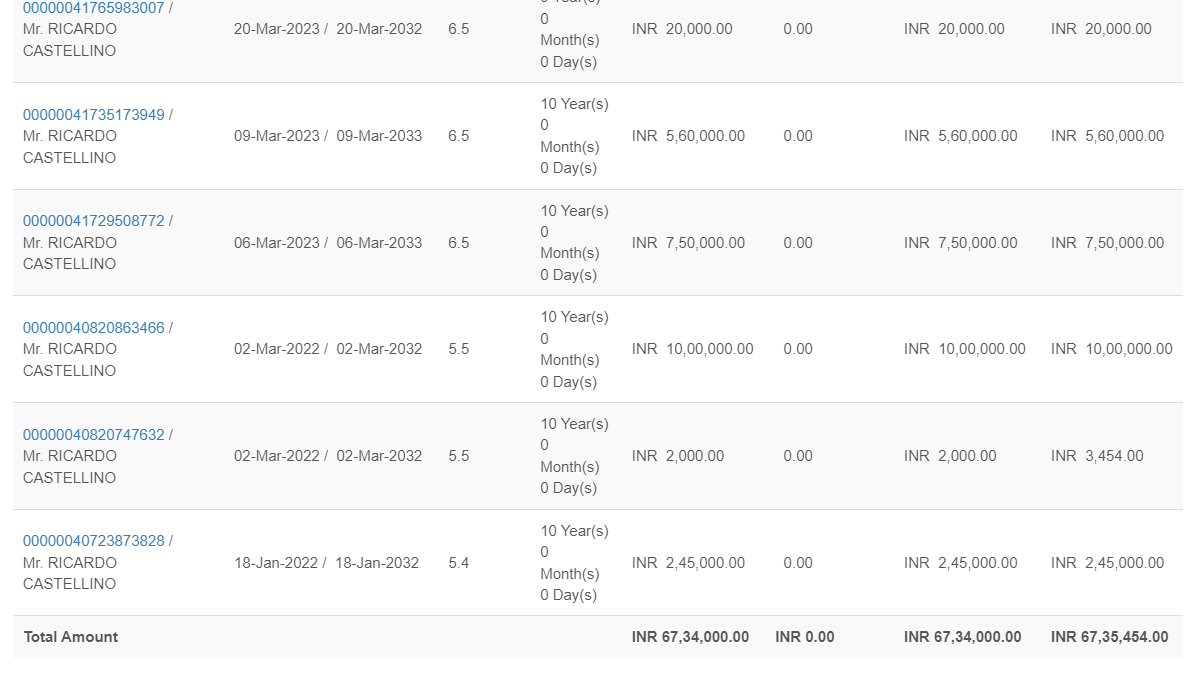 00000041765983007 /
Mr. RICARDO
CASTELLINO
20-Mar-2023 / 20-Mar-2032
6.5
0
Month(s)
0 Day(s)
INR 20,000.00
0.00
INR 20,000.00
INR 20,000.00
00000041735173949 /
Mr. RICARDO
CASTELLINO
09-Mar-2023 / 09-Mar-2033
6.5
10 Year(s)
0
Month(s)
0 Day(s)
INR 5,60,000.00
0.00
INR 5,60,000.00
INR 5,60,000.00
00000041729508772 /
Mr. RICARDO
CASTELLINO
06-Mar-2023 / 06-Mar-2033
6.5
10 Year(s)
0
Month(s)
0 Day(s)
INR 7,50,000.00
0.00
INR 7,50,000.00
INR 7,50,000.00
00000040820863466 /
Mr. RICARDO
CASTELLINO
02-Mar-2022 / 02-Mar-2032
5.5
10 Year(s)
0
Month(s)
0 Day(s)
INR 10,00,000.00
0.00
INR 10,00,000.00
INR 10,00,000.00
00000040820747632 /
Mr. RICARDO
CASTELLINO
02-Mar-2022 / 02-Mar-2032
5.5
10 Year(s)
0
Month(s)
0 Day(s)
INR 2,000.00
0.00
INR 2,000.00
INR 3,454.00
00000040723873828 /
Mr. RICARDO
CASTELLINO
18-Jan-2022 / 18-Jan-2032
5.4
10 Year(s)
0
Month(s)
0 Day(s)
INR 2,45,000.00
0.00
INR 2,45,000.00
INR 2,45,000.00
Total Amount
INR 67,34,000.00
INR 0.00
INR 67,34,000.00
INR 67,35,454.00